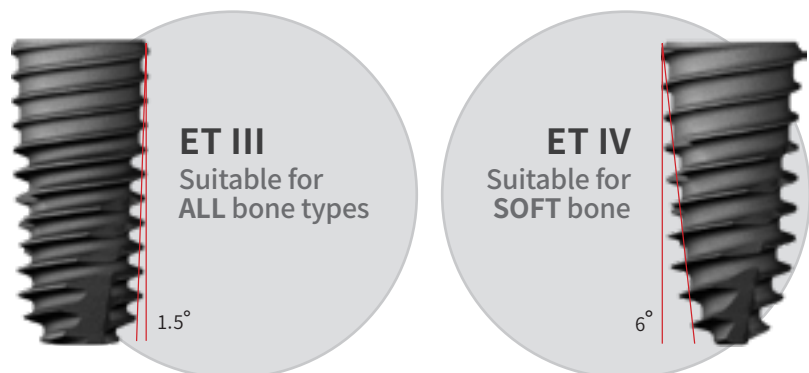 ET III
Suitable for
ALL bone types
1.5°
ET IV
Suitable for
SOFT bone
6°